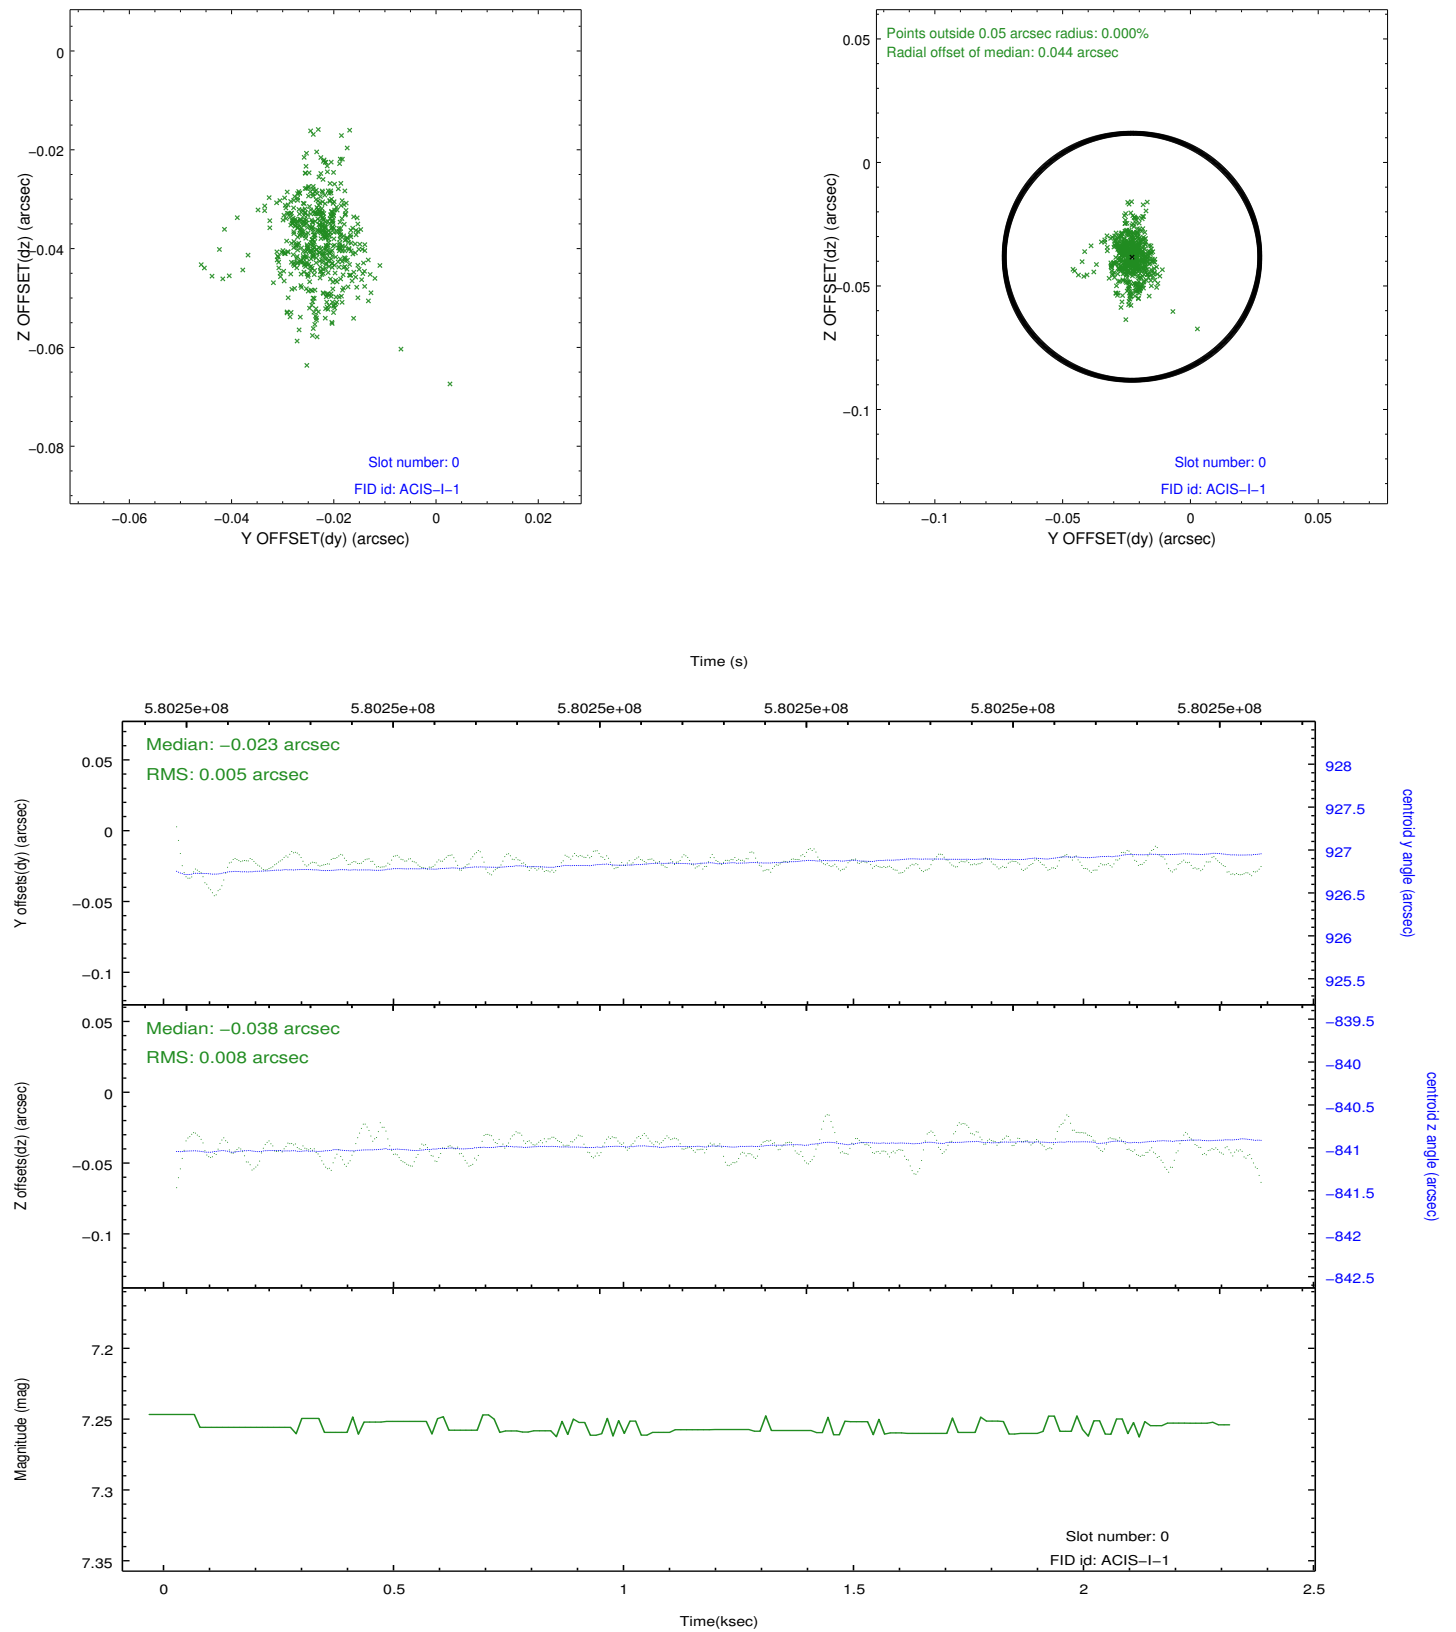 0
−0.02
−0.04
−0.06
−0.08
Z OFFSET(dz) (arcsec)
Slot number: 0
FID id: ACIS−I−1
−0.06
−0.04
−0.02
0
0.02
Y OFFSET(dy) (arcsec)
Points outside 0.05 arcsec radius: 0.000%
Radial offset of median: 0.044 arcsec
0.05
0
−0.05
−0.1
Z OFFSET(dz) (arcsec)
Slot number: 0
FID id: ACIS−I−1
−0.1
−0.05
0
0.05
Y OFFSET(dy) (arcsec)
Time (s)
5.8025e+08
5.8025e+08
5.8025e+08
5.8025e+08
5.8025e+08
5.8025e+08
Median: −0.023 arcsec
RMS: 0.005 arcsec
0.05
0
−0.05
−0.1
Y offsets(dy) (arcsec)
928
927.5
927
926.5
926
925.5
centroid y angle (arcsec)
Median: −0.038 arcsec
RMS: 0.008 arcsec
0.05
0
−0.05
−0.1
Z offsets(dz) (arcsec)
−839.5
−840
−840.5
−841
−841.5
−842
−842.5
centroid z angle (arcsec)
7.2
7.25
7.3
7.35
Magnitude (mag)
Slot number: 0
FID id: ACIS−I−1
0
0.5
1
1.5
2
2.5
Time(ksec)